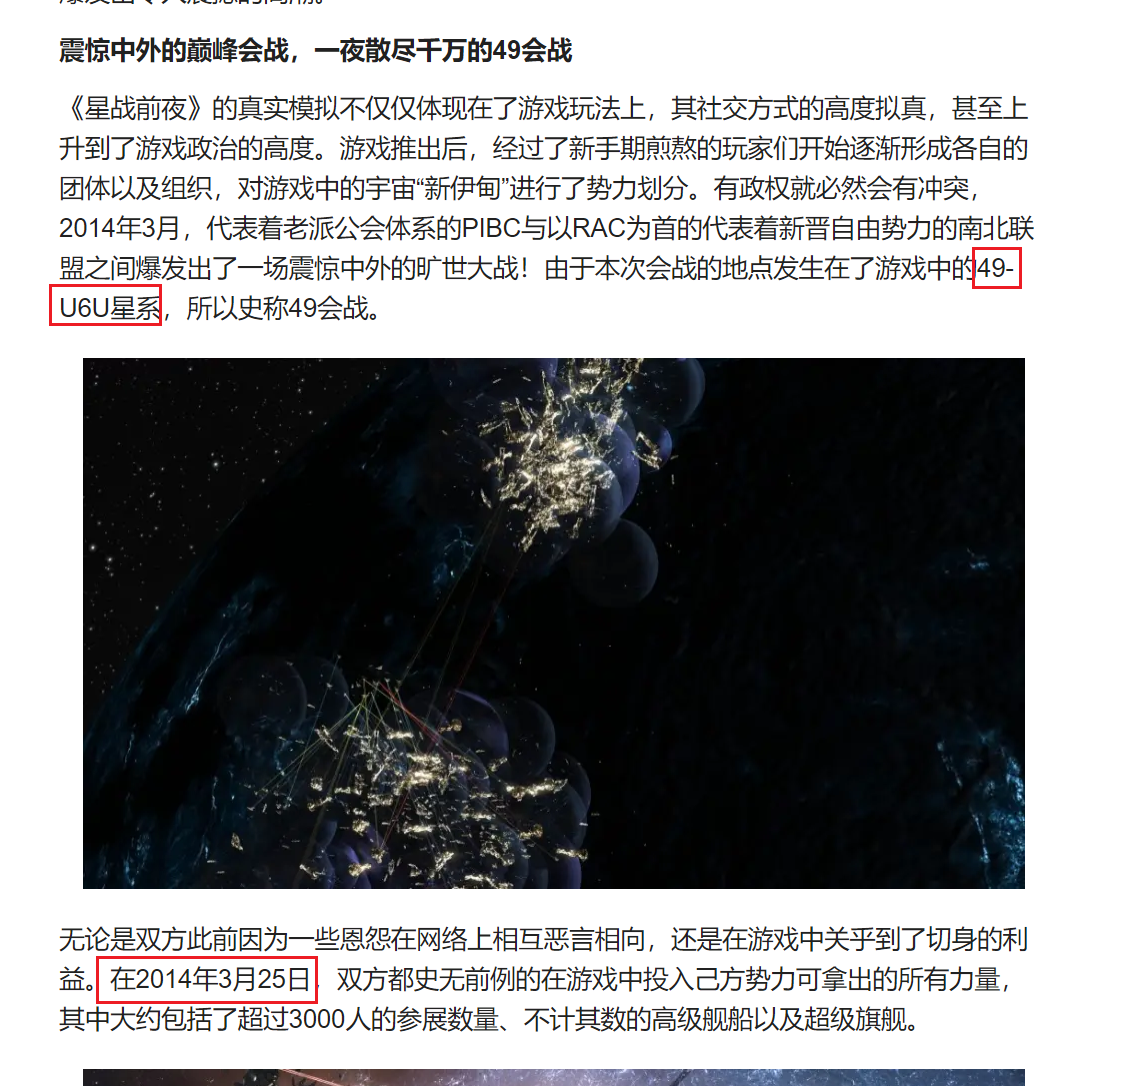 震惊中外的巅峰会战，一夜散尽千万的49会战
《星战前夜》的真实模拟不仅仅体现在了游戏玩法上，其社交方式的高度拟真，甚至上
升到了游戏政治的高度。游戏推出后，经过了新手期煎熬的玩家们开始逐渐形成各自的
团体以及组织，对游戏中的宇宙“新伊甸”进行了势力划分。有政权就必然会有冲突，
2014年3月，代表着老派公会体系的PIBC与以RAC为首的代表着新晋自由势力的南北联
盟之间爆发出了一场震惊中外的旷世大战！由于本次会战的地点发生在了游戏中的49-
U6U星系，所以史称49会战。
无论是双方此前因为一些恩怨在网络上相互恶言相向，还是在游戏中关乎到了切身的利
益。在2014年3月25日，双方都史无前例的在游戏中投入己方势力可拿出的所有力量，
其中大约包括了超过3000人的参展数量、不计其数的高级舰船以及超级旗舰。